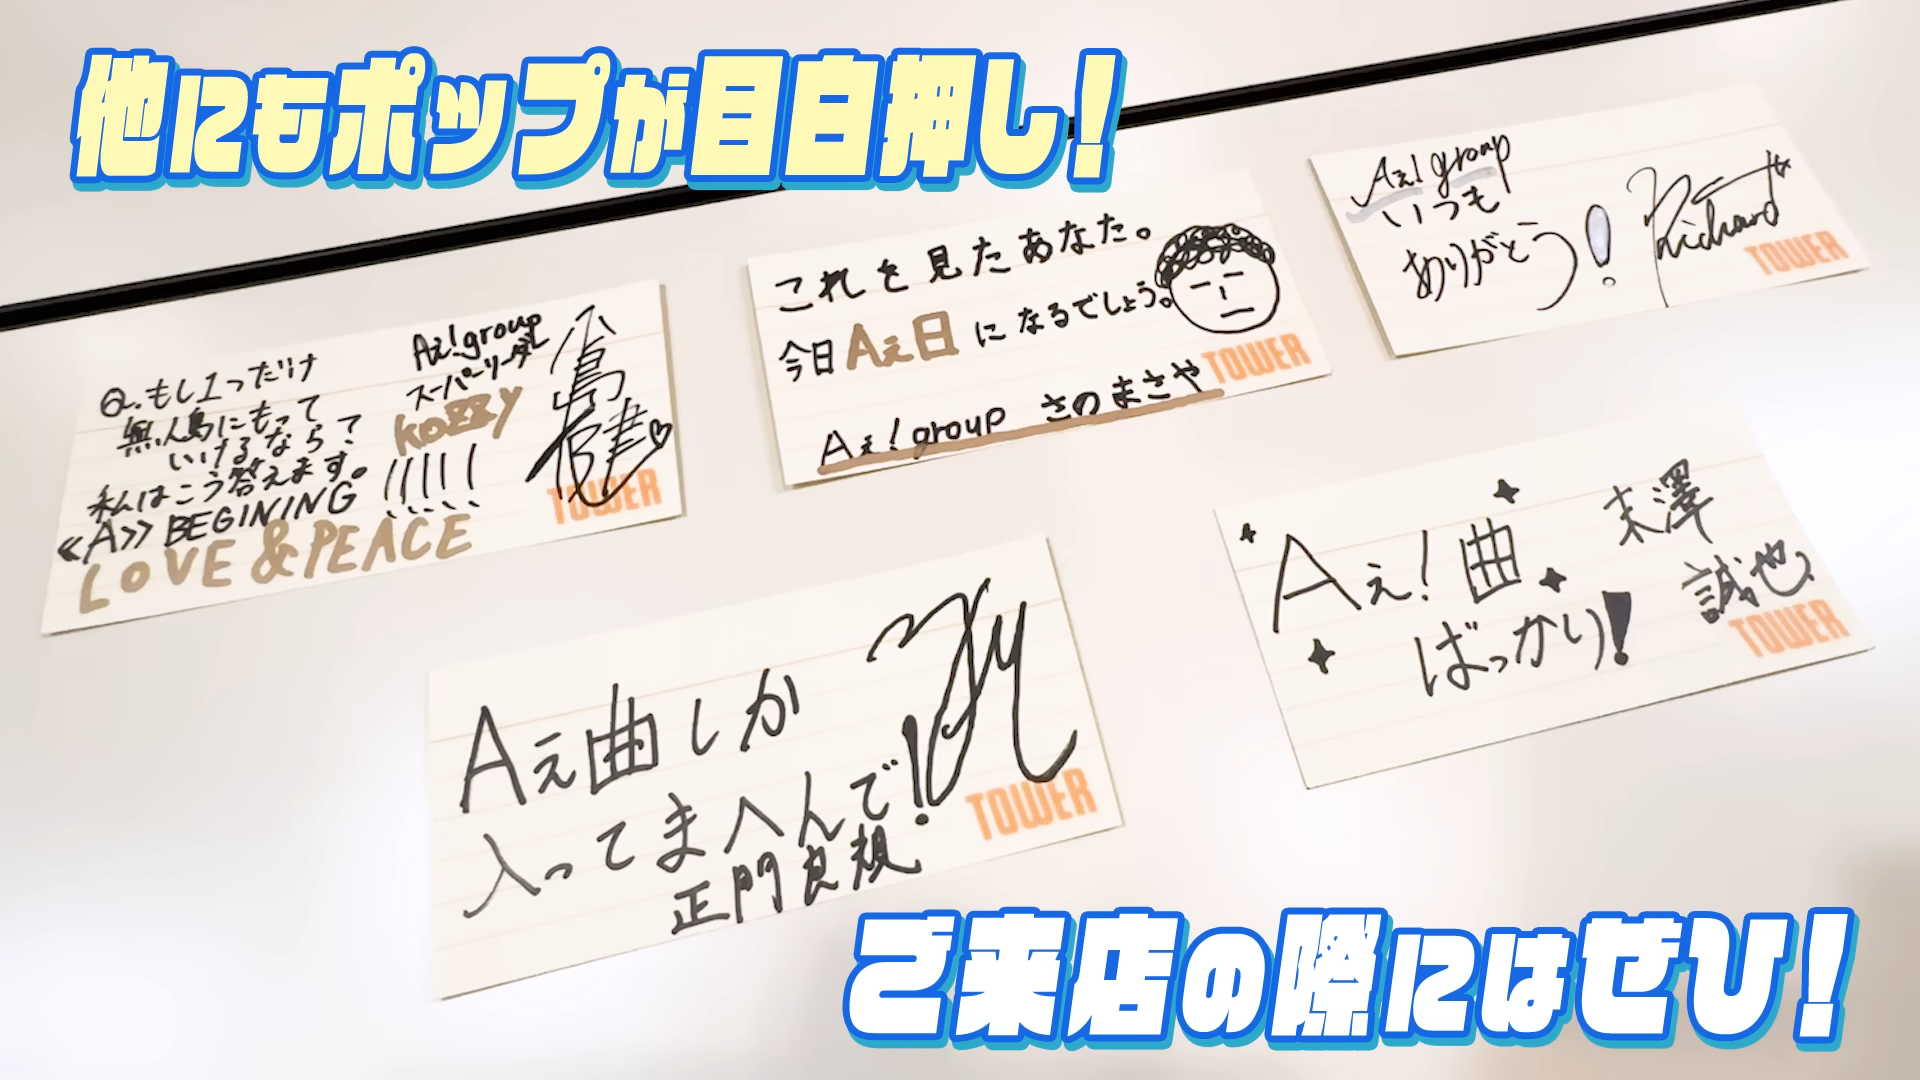 他にもポップが目白押し!
Q.もし1つだけ
無人島にもって
いけるなら?
私はこう答えます。
≪A≫ BEGINING
LOVE & PEACE
Aぇ!group
スーパーリーダー
KOZZY
!!!!!
小島
健
TOWER
これを見たあなた。
今日Aぇ日になるでしょう。
Aぇ!group さのまさや
TOWER
Aぇ!group
いつも
ありがとう!
Richard
TOWER
Aぇ曲しか
入ってまへんで!
正門良規
TOWER
Aぇ!曲
ばっかり!
末澤
誠也
TOWER
ご来店の際にはぜひ!